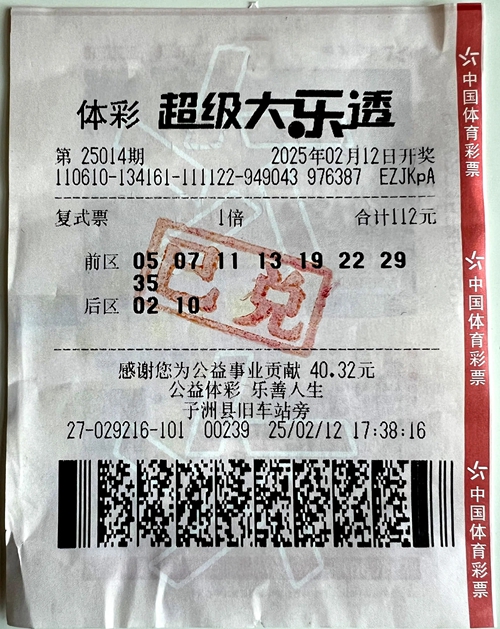 体彩 超级大乐透
第 25014期 2025年02月12日开奖
110610-134161-111122-949043 976387 EZJKpA
复式票 1倍 合计112元
前区 05 07 11 13 19 22 29
35
后区 02 10
已兑
感谢您为公益事业贡献 40.32元
公益体彩 乐善人生
子洲县旧车站旁
27-029216-101 00239 25/02/12 17:38:16
中国体育彩票
中国体育彩票
中国体育彩票